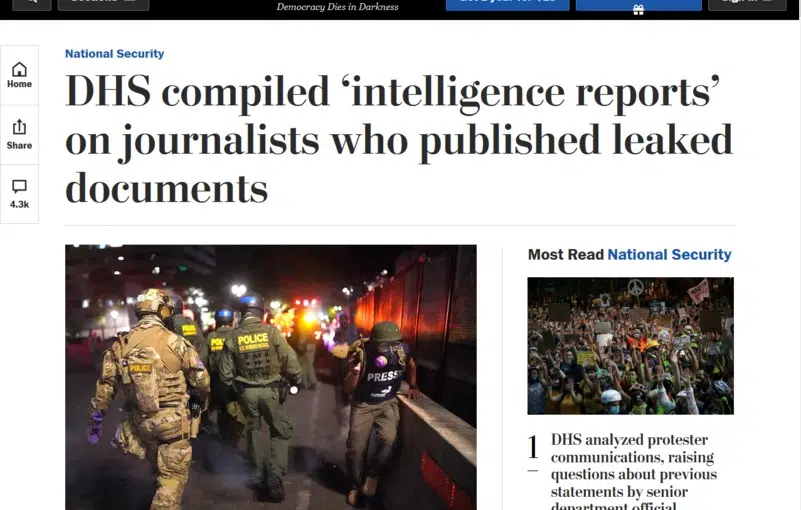 Democracy Dies in Darkness
Home
Share
4.3k
National Security
DHS compiled ‘intelligence reports’
on journalists who published leaked
documents
POLICE
POLICE
PRESS
Most Read National Security
1
DHS analyzed protester
communications, raising
questions about previous
statements by senior
department official